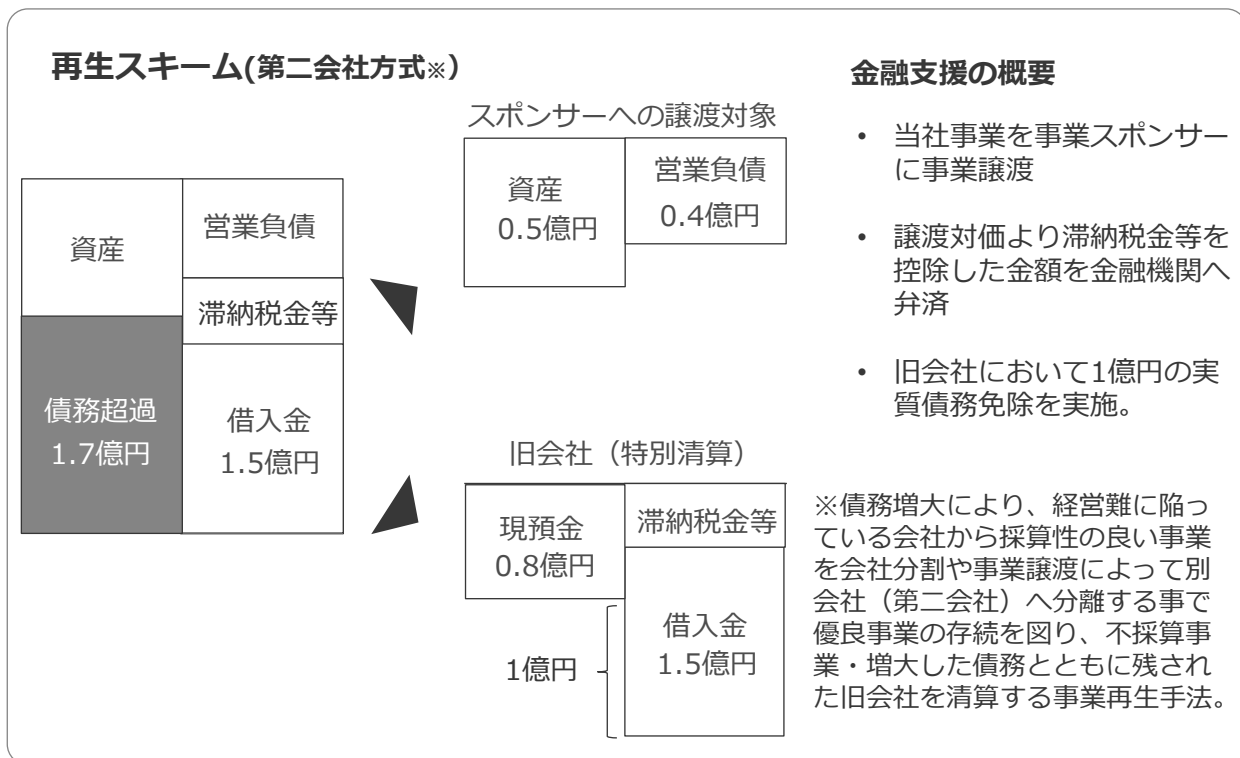 再生スキーム(第二会社方式※)
資産
営業負債
滞納税金等
債務超過
1.7億円
借入金
1.5億円
スポンサーへの譲渡対象
資産
0.5億円
営業負債
0.4億円
旧会社（特別清算）
現預金
0.8億円
滞納税金等
借入金
1.5億円
1億円
金融支援の概要
• 当社事業を事業スポンサー
に事業譲渡
• 譲渡対価より滞納税金等を
控除した金額を金融機関へ
弁済
• 旧会社において1億円の実
質債務免除を実施。
※債務増大により、経営難に陥っ
ている会社から採算性の良い事業
を会社分割や事業譲渡によって別
会社（第二会社）へ分離する事で
優良事業の存続を図り、不採算事
業・増大した債務とともに残され
た旧会社を清算する事業再生手法。